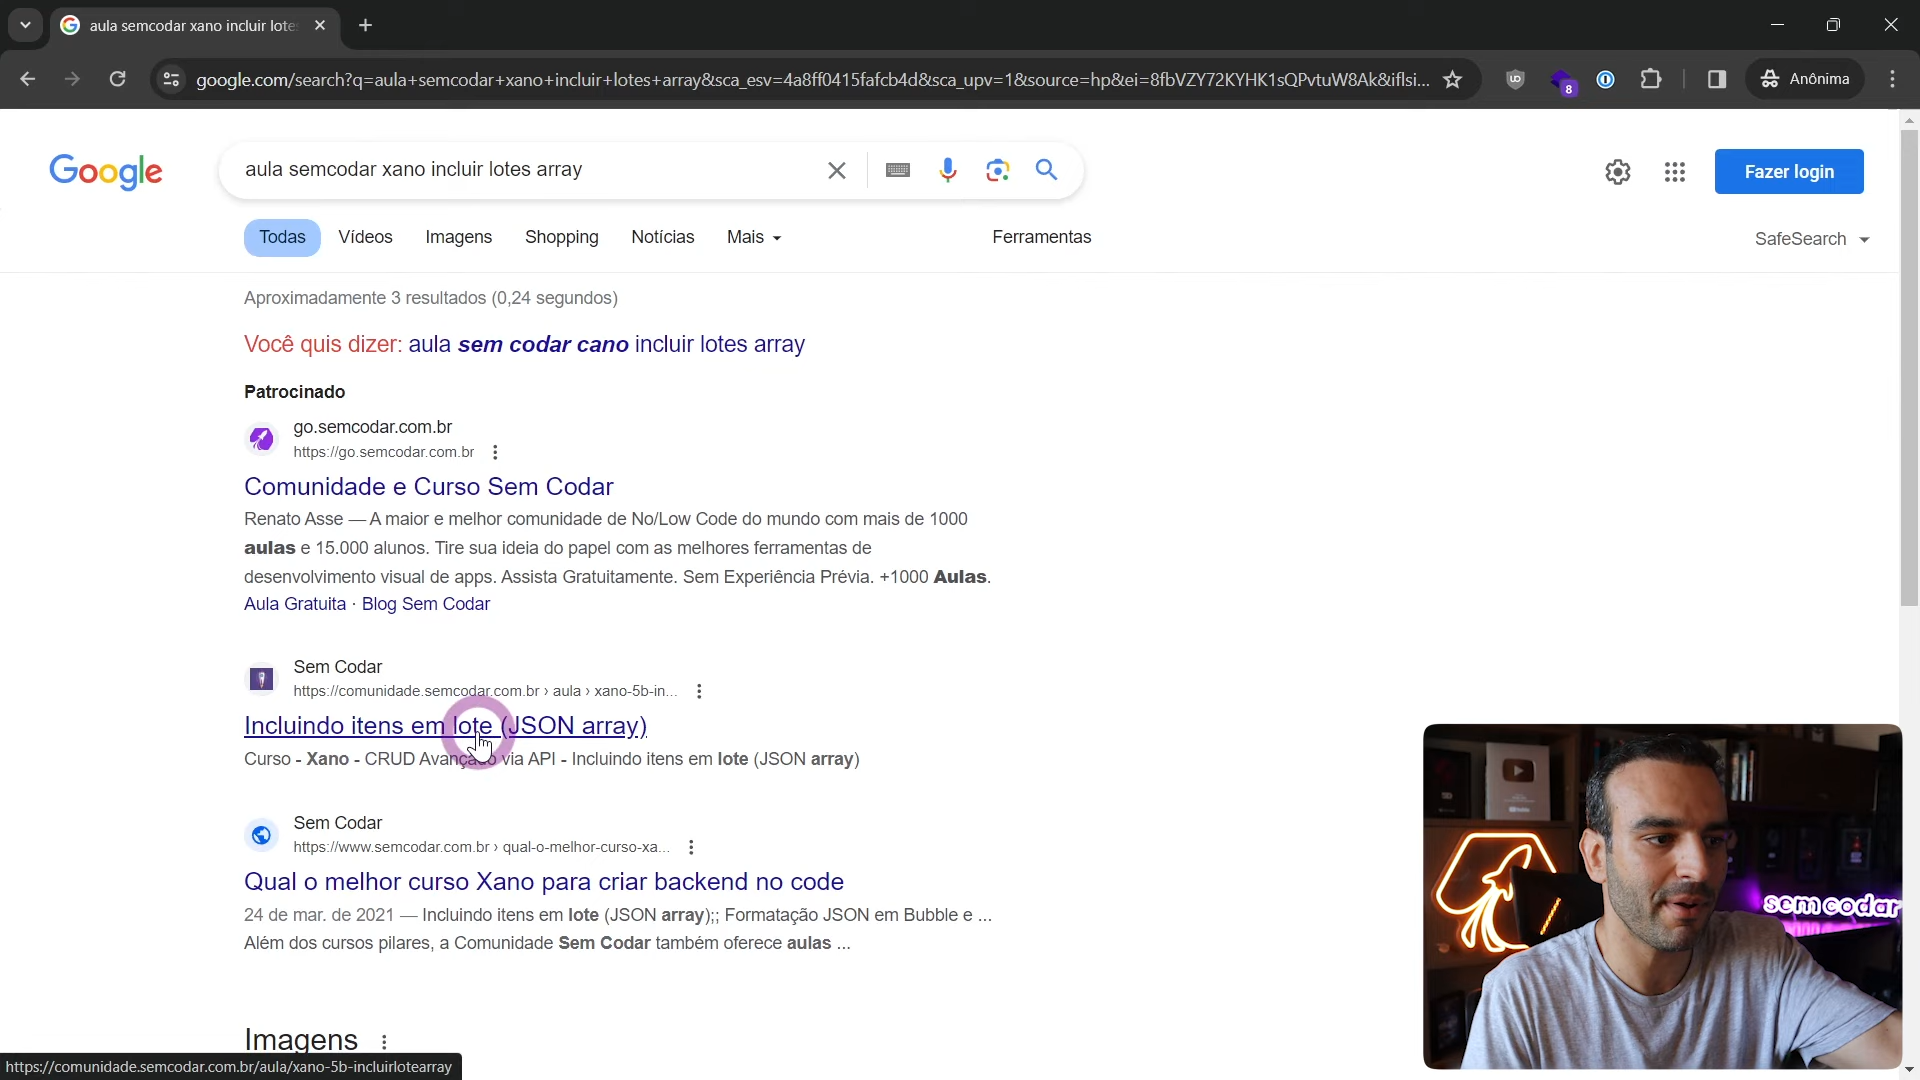 aula semcodar xano incluir lote
google.com/search?q=aula+semcodar+xano+incluir+lotes+array&sca_esv=4a8ff0415fafcb4d&sca_upv=1&source=hp&ei=8fbVZY72KYHK1sQPvtuW8Ak&iflsi...
8
Anônima
Google
aula semcodar xano incluir lotes array
Fazer login
Todas
Vídeos
Imagens
Shopping
Notícias
Mais
Ferramentas
SafeSearch
Aproximadamente 3 resultados (0,24 segundos)
Você quis dizer: aula sem codar cano incluir lotes array
Patrocinado
go.semcodar.com.br
https://go.semcodar.com.br
Comunidade e Curso Sem Codar
Renato Asse — A maior e melhor comunidade de No/Low Code do mundo com mais de 1000
aulas e 15.000 alunos. Tire sua ideia do papel com as melhores ferramentas de
desenvolvimento visual de apps. Assista Gratuitamente. Sem Experiência Prévia. +1000 Aulas.
Aula Gratuita · Blog Sem Codar
Sem Codar
https://comunidade.semcodar.com.br › aula › xano-5b-in...
Incluindo itens em lote (JSON array)
Curso - Xano - CRUD Avançado via API - Incluindo itens em lote (JSON array)
Sem Codar
https://www.semcodar.com.br › qual-o-melhor-curso-xa...
Qual o melhor curso Xano para criar backend no code
24 de mar. de 2021 — Incluindo itens em lote (JSON array);; Formatação JSON em Bubble e ...
Além dos cursos pilares, a Comunidade Sem Codar também oferece aulas ...
Imagens
https://comunidade.semcodar.com.br/aula/xano-5b-incluirlotearray
sem codar